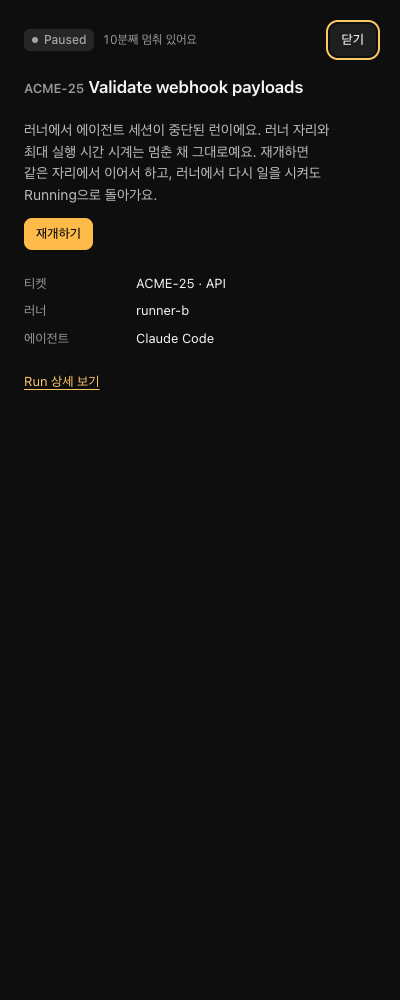 Paused 10분째 멈춰 있어요 닫기
ACME-25 Validate webhook payloads
러너에서 에이전트 세션이 중단된 런이에요. 러너 자리와
최대 실행 시간 시계는 멈춘 채 그대로예요. 재개하면
같은 자리에서 이어서 하고, 러너에서 다시 일을 시켜도
Running으로 돌아가요.
재개하기
티켓 ACME-25 · API
러너 runner-b
에이전트 Claude Code
Run 상세 보기